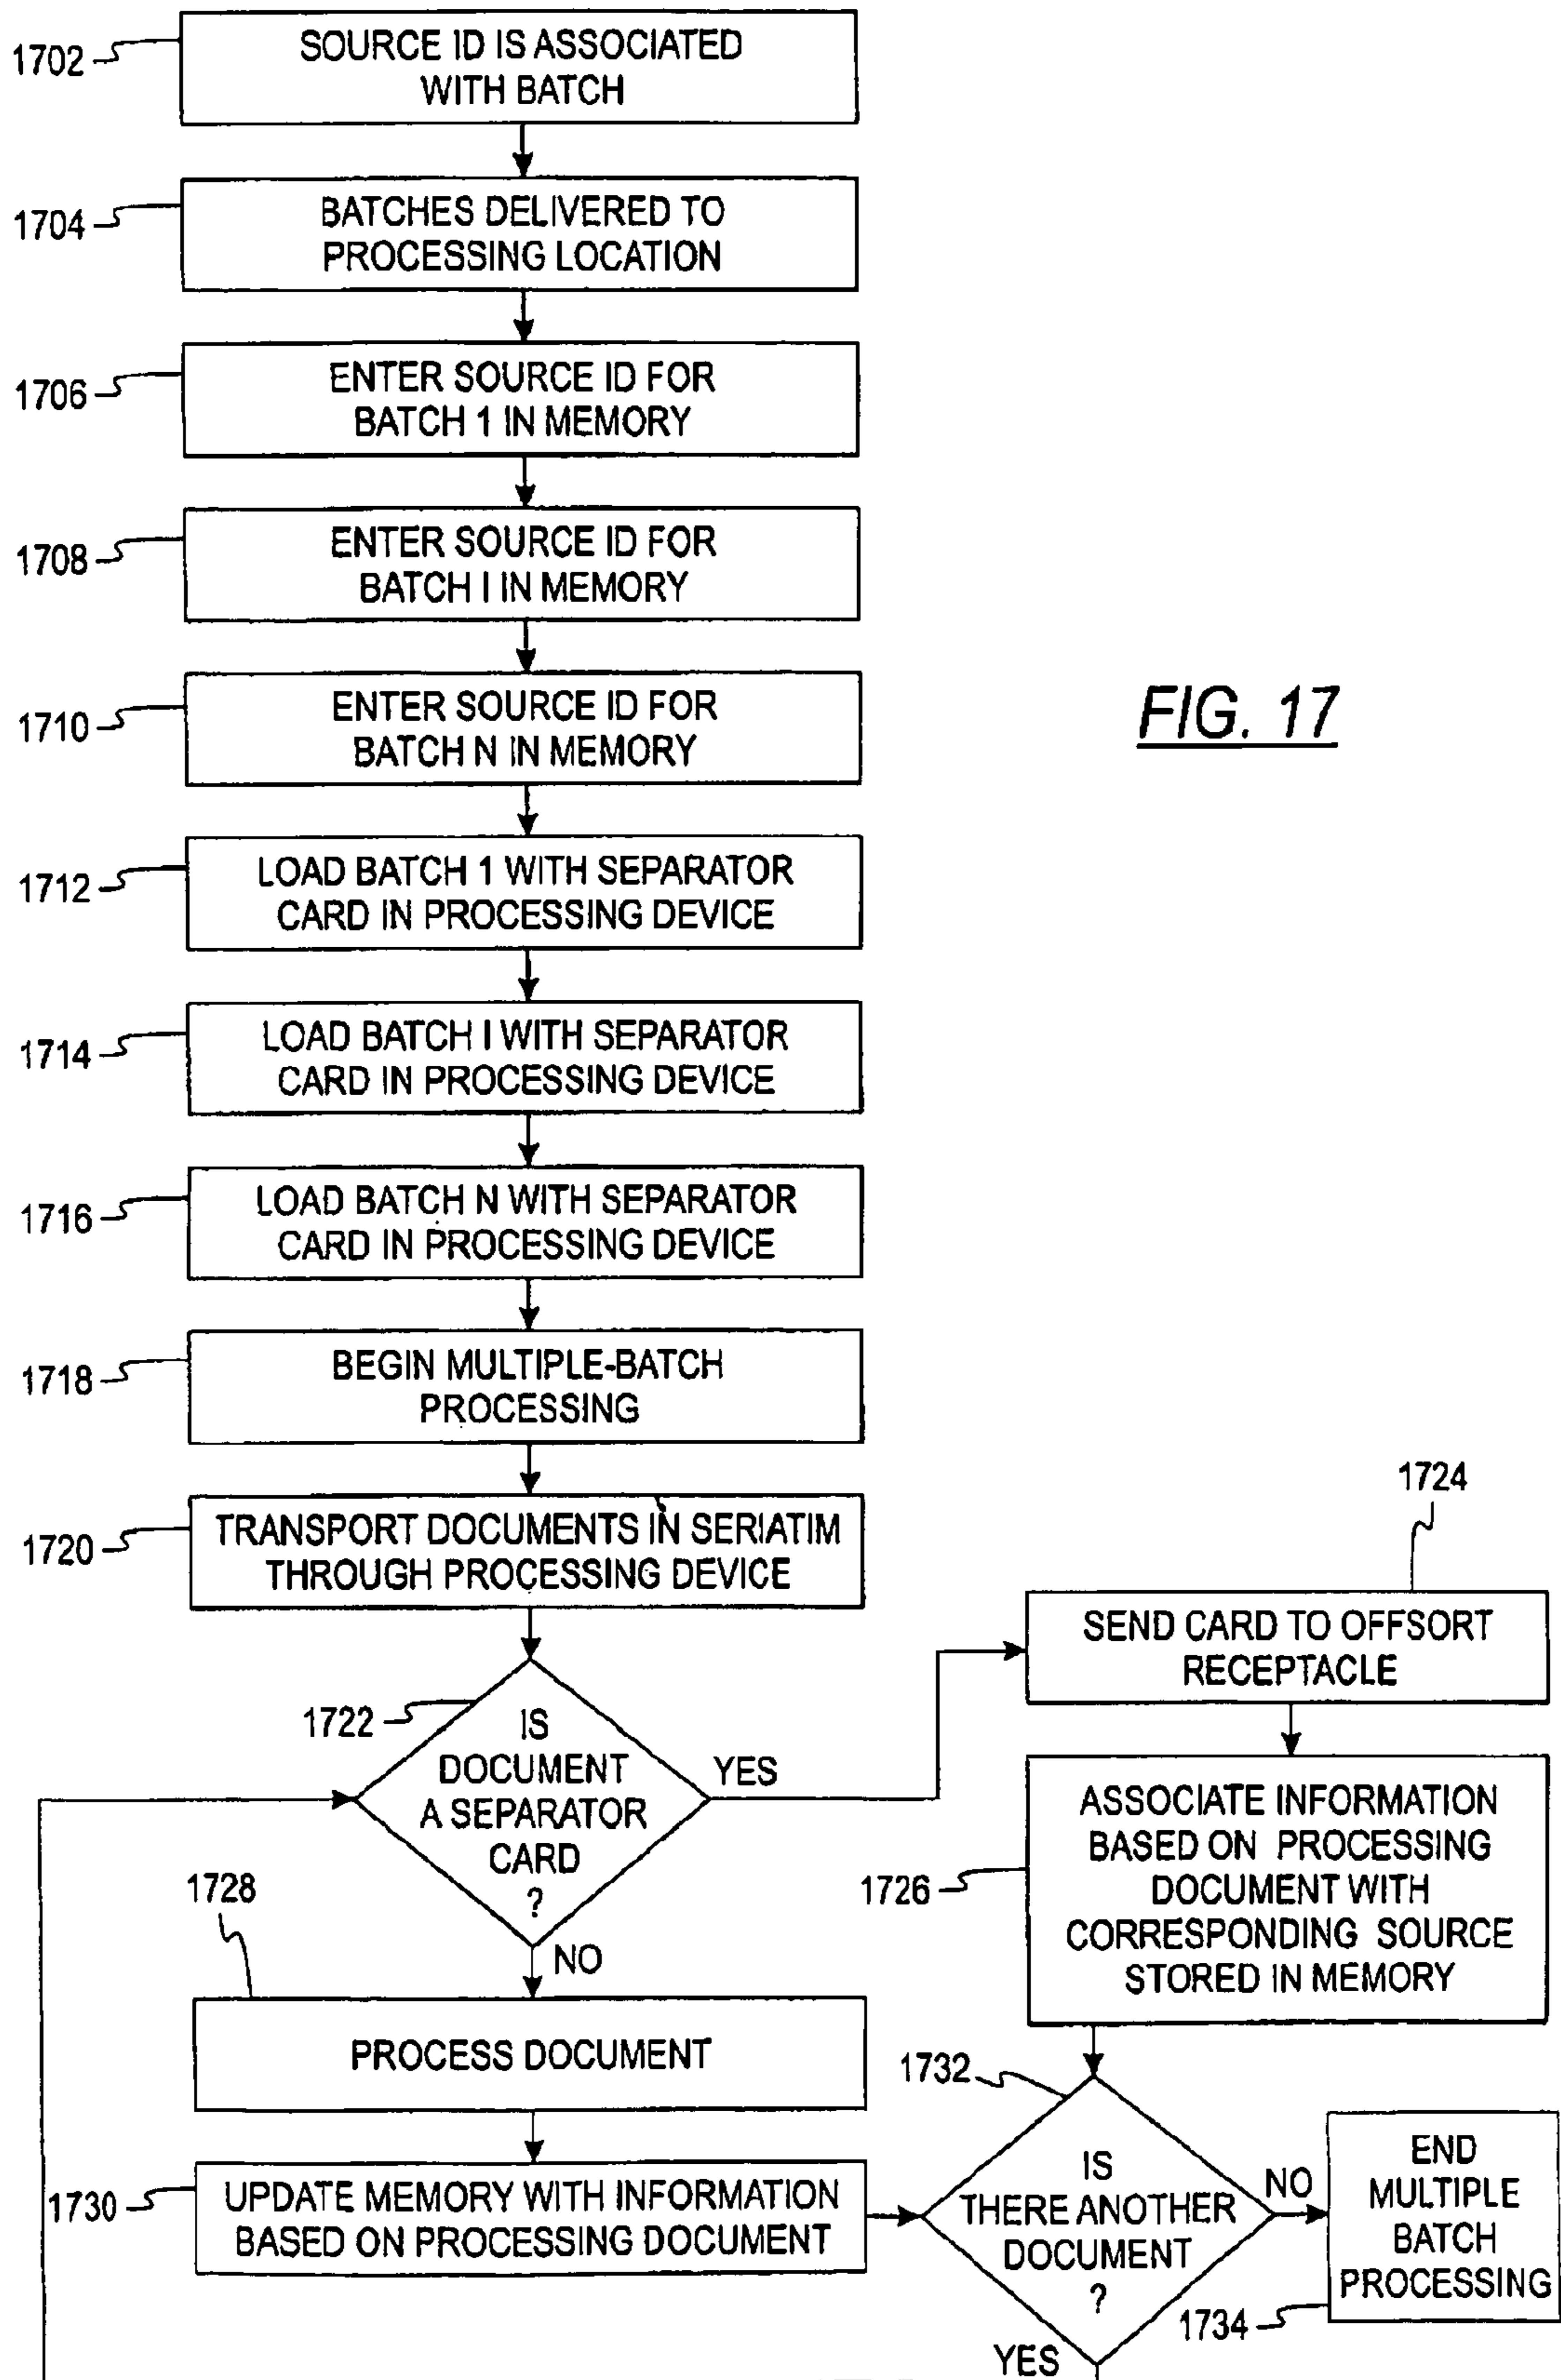 1702
SOURCE ID IS ASSOCIATED
WITH BATCH
1704
BATCHES DELIVERED TO
PROCESSING LOCATION
1706
ENTER SOURCE ID FOR
BATCH 1 IN MEMORY
1708
ENTER SOURCE ID FOR
BATCH I IN MEMORY
1710
ENTER SOURCE ID FOR
BATCH N IN MEMORY
FIG. 17
1712
LOAD BATCH 1 WITH SEPARATOR
CARD IN PROCESSING DEVICE
1714
LOAD BATCH I WITH SEPARATOR
CARD IN PROCESSING DEVICE
1716
LOAD BATCH N WITH SEPARATOR
CARD IN PROCESSING DEVICE
1718
BEGIN MULTIPLE-BATCH
PROCESSING
1720
TRANSPORT DOCUMENTS IN SERIATIM
THROUGH PROCESSING DEVICE
1722
IS
DOCUMENT
A SEPARATOR
CARD
?
YES
NO
1724
SEND CARD TO OFFSORT
RECEPTACLE
1726
ASSOCIATE INFORMATION
BASED ON PROCESSING
DOCUMENT WITH
CORRESPONDING SOURCE
STORED IN MEMORY
1728
PROCESS DOCUMENT
1730
UPDATE MEMORY WITH INFORMATION
BASED ON PROCESSING DOCUMENT
1732
IS
THERE ANOTHER
DOCUMENT
?
NO
YES
END
MULTIPLE
BATCH
PROCESSING
1734